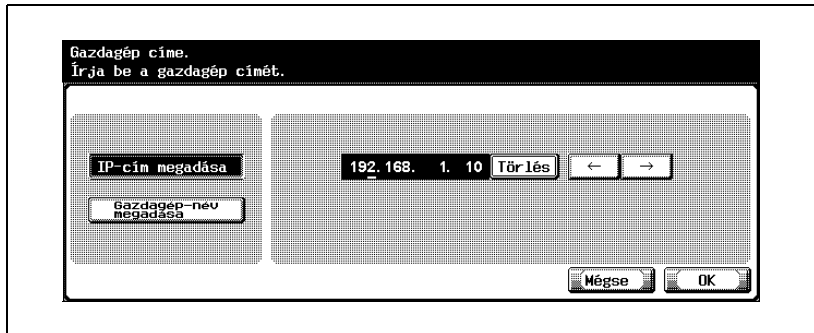 Gazdagép címe.
Írja be a gazdagép címét.
IP-cím megadása
192.168. 1. 10 Törlés ← →
Gazdagép-név
megadása
Mégse OK